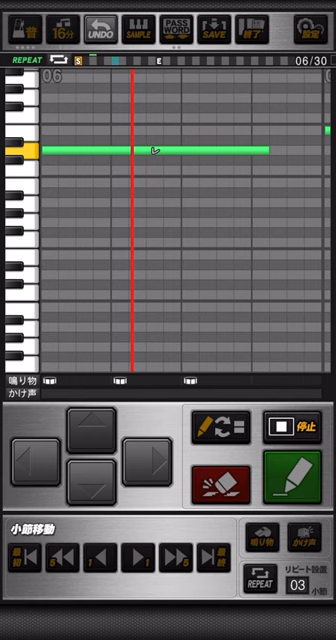 昔 16分 UNDO SAMPLE PASS WORD SAVE 終了 設定
REPEAT S E 06/30
06
レ
鳴り物
かけ声
停止
小節移動
最初 5 1 1 5 最終
鳴り物 かけ声
REPEAT リピート設置 03 小節